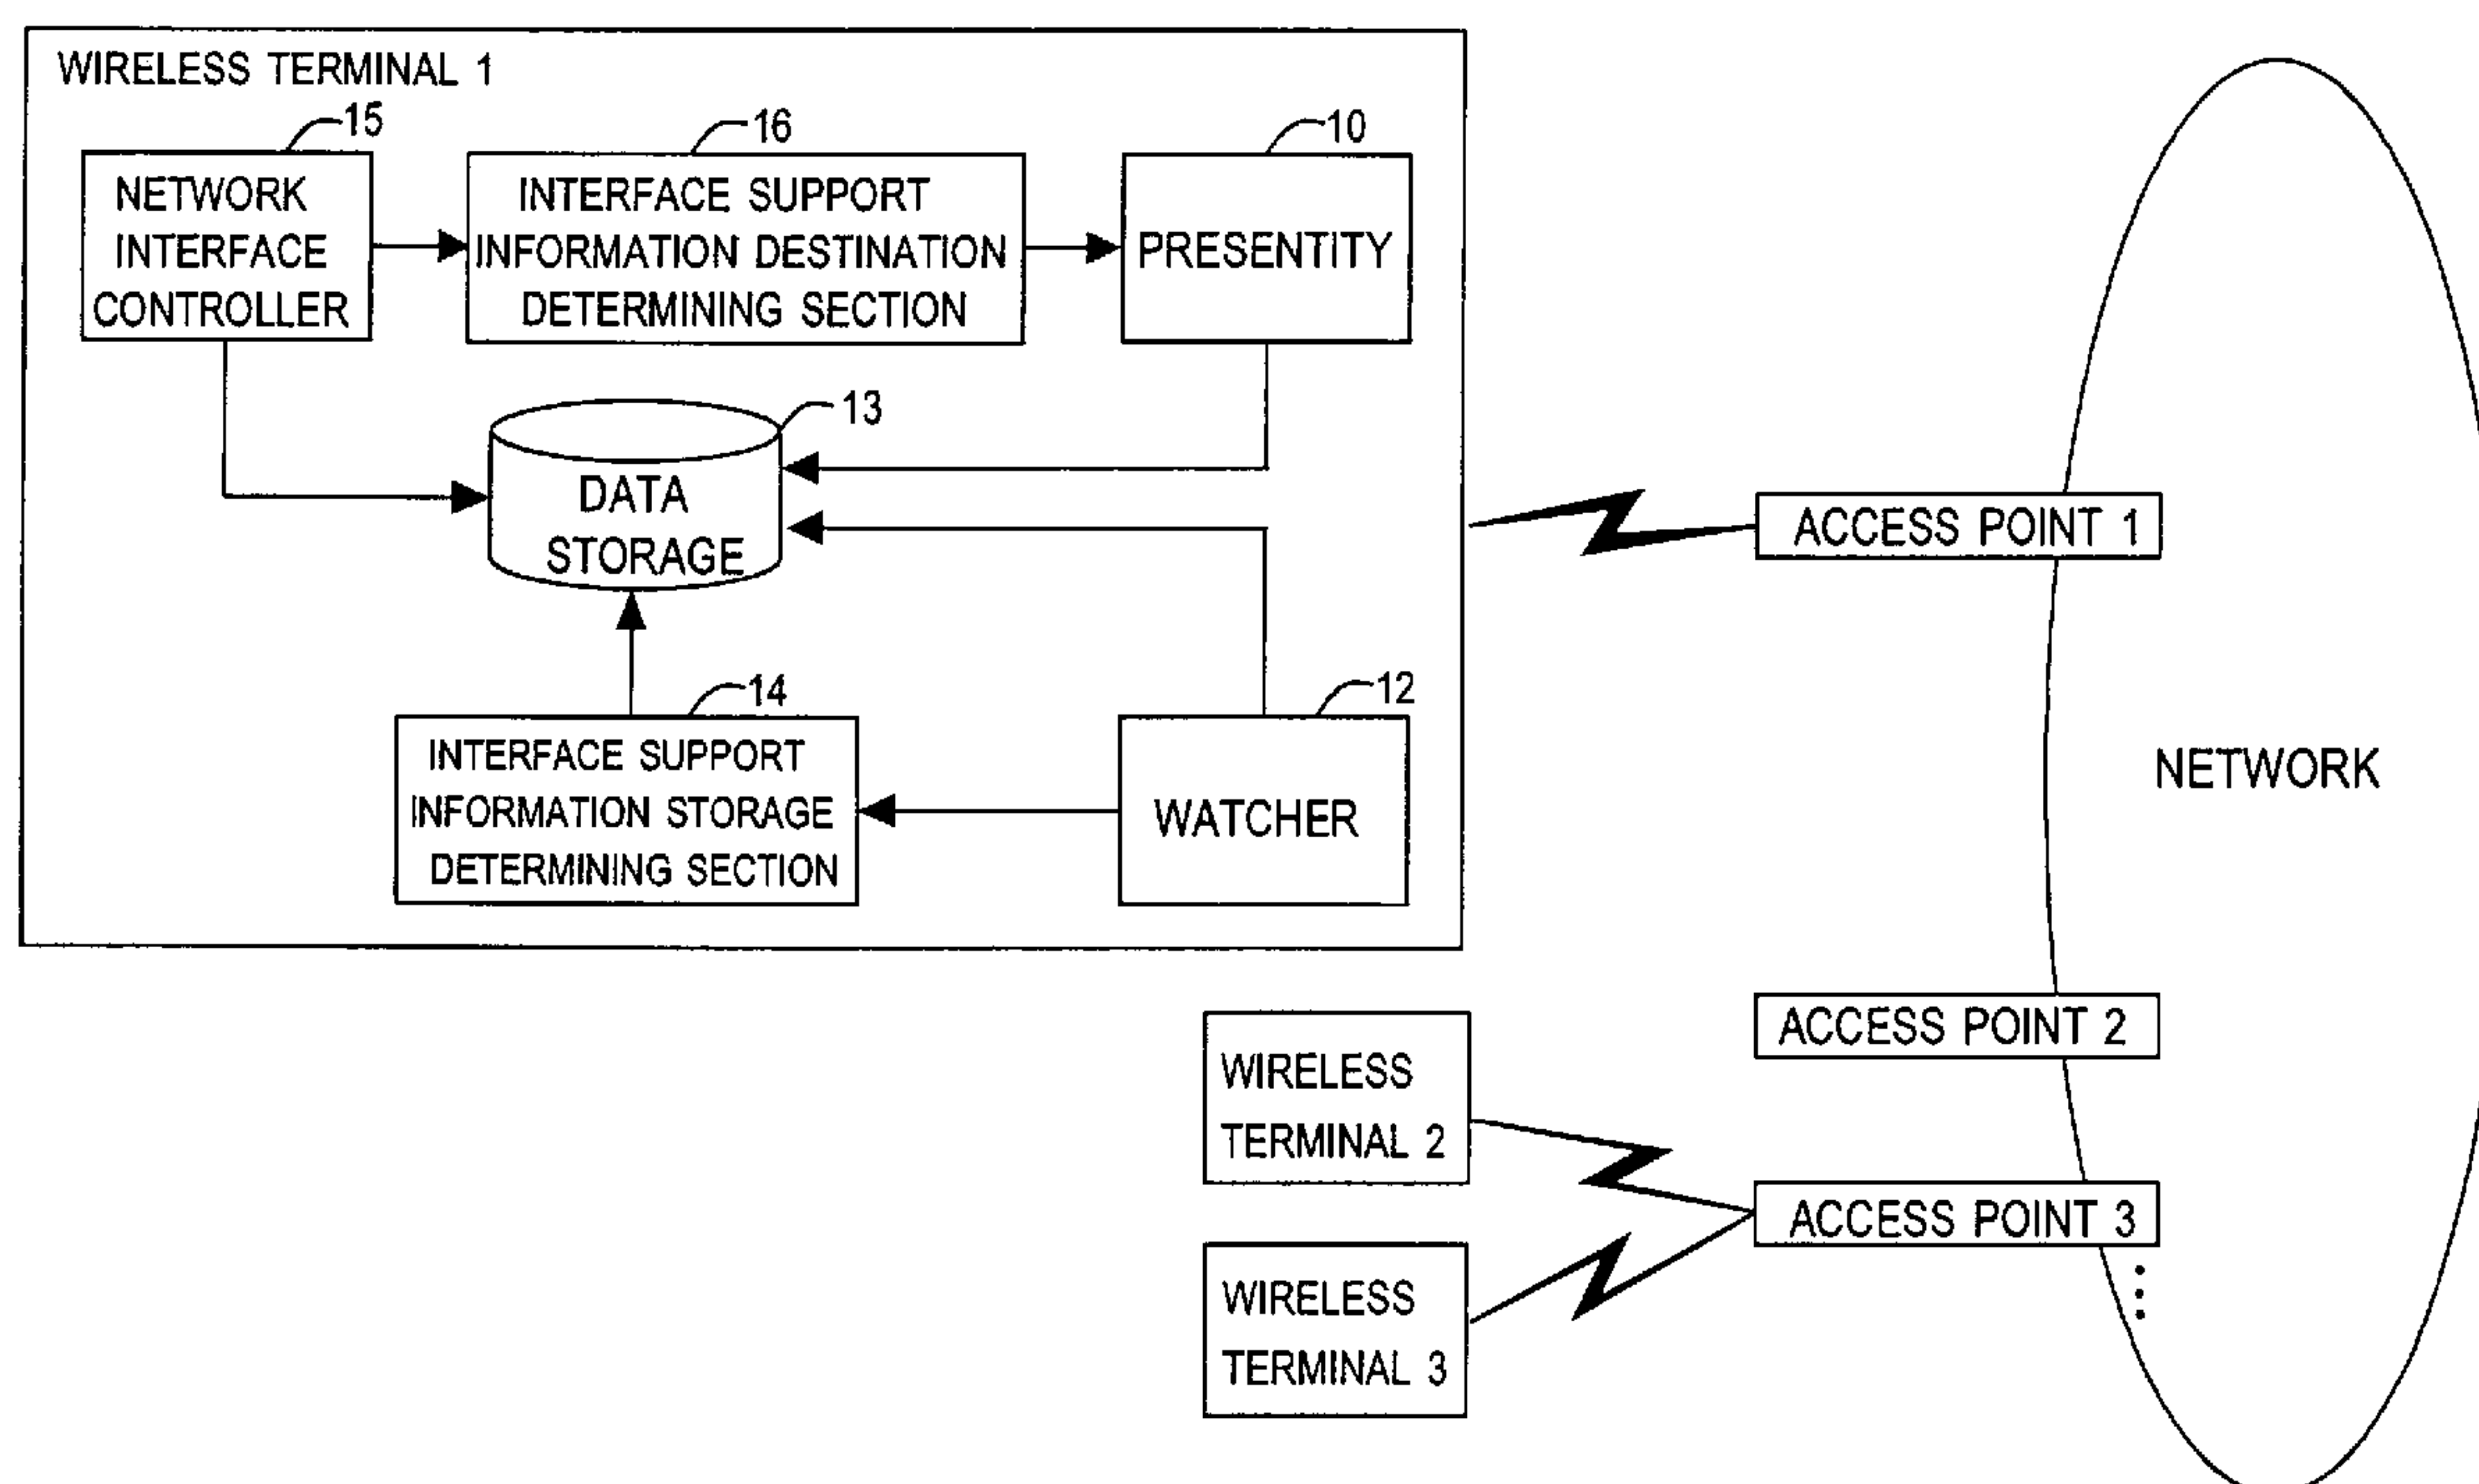 WIRELESS TERMINAL 1
15
16
10
NETWORK
INTERFACE
CONTROLLER
INTERFACE SUPPORT
INFORMATION DESTINATION
DETERMINING SECTION
PRESENTITY
13
DATA
STORAGE
14
12
INTERFACE SUPPORT
INFORMATION STORAGE
DETERMINING SECTION
WATCHER
ACCESS POINT 1
NETWORK
ACCESS POINT 2
WIRELESS
TERMINAL 2
ACCESS POINT 3
WIRELESS
TERMINAL 3